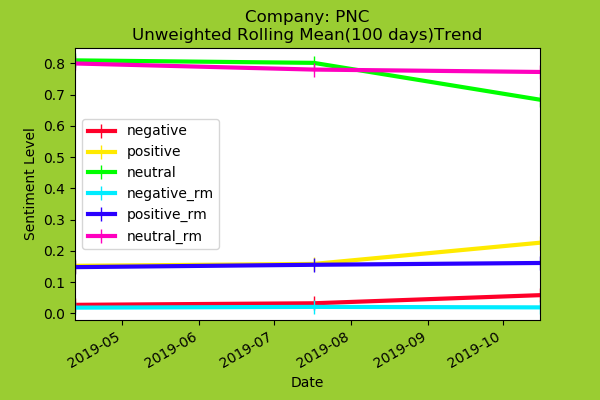 Company: PNC
Unweighted Rolling Mean(100 days)Trend
Sentiment Level
0.8
0.7
0.6
0.5
0.4
0.3
0.2
0.1
0.0
negative
positive
neutral
negative_rm
positive_rm
neutral_rm
2019-05
2019-06
2019-07
2019-08
2019-09
2019-10
Date